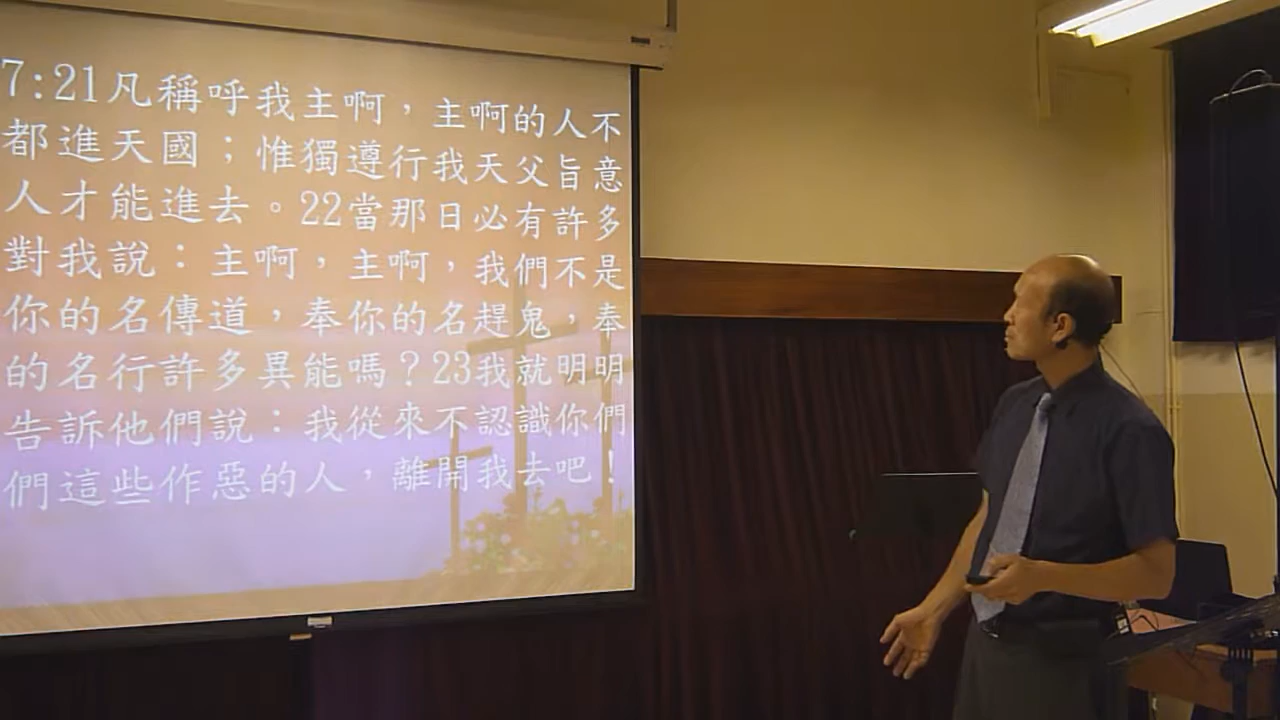 7:21凡稱呼我主啊，主啊的人不
都進天國；惟獨遵行我天父旨意
人才能進去。22當那日必有許多
對我說：主啊，主啊，我們不是
你的名傳道，奉你的名趕鬼，奉
的名行許多異能嗎？23我就明明
告訴他們說：我從來不認識你們
們這些作惡的人，離開我去吧！